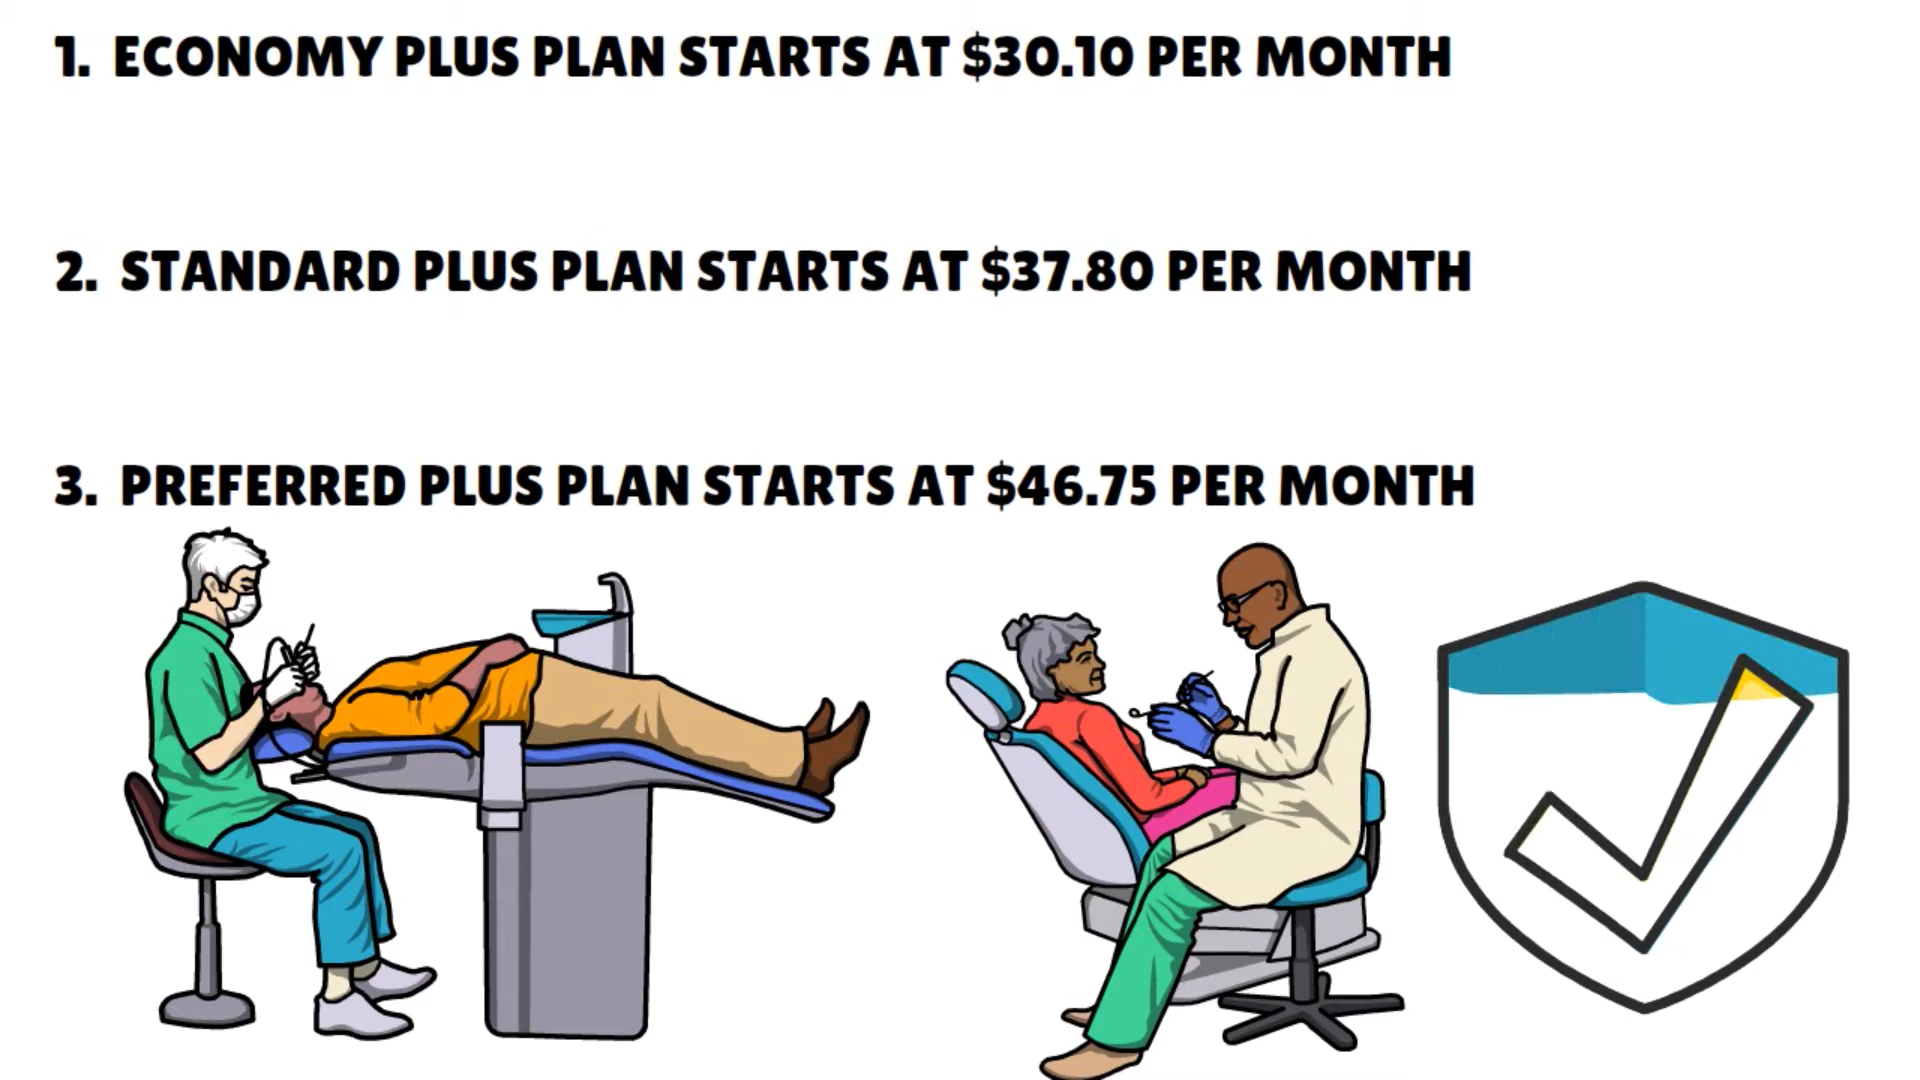 1. ECONOMY PLUS PLAN STARTS AT $30.10 PER MONTH
2. STANDARD PLUS PLAN STARTS AT $37.80 PER MONTH
3. PREFERRED PLUS PLAN STARTS AT $46.75 PER MONTH